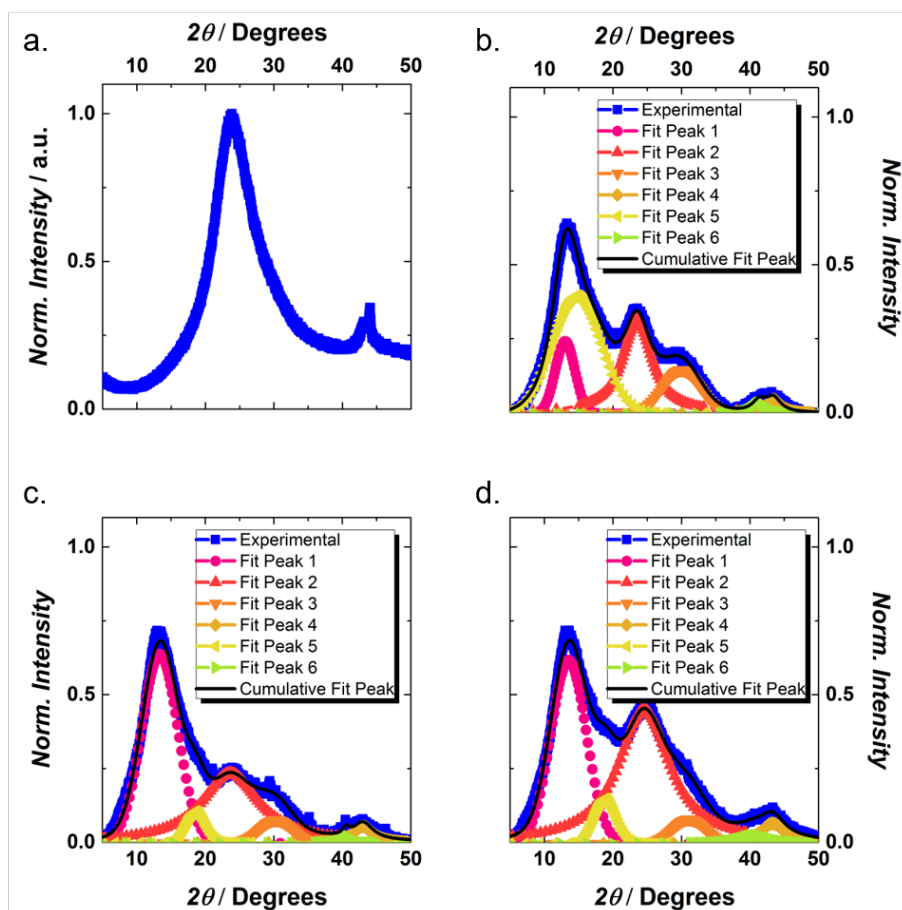 a.
2θ / Degrees
10 20 30 40 50
1.0
0.5
0.0
Norm. Intensity / a.u.
b.
2θ / Degrees
10 20 30 40 50
Experimental
Fit Peak 1
Fit Peak 2
Fit Peak 3
Fit Peak 4
Fit Peak 5
Fit Peak 6
Cumulative Fit Peak
1.0
0.5
0.0
Norm. Intensity
c.
1.0
0.5
0.0
Norm. Intensity
Experimental
Fit Peak 1
Fit Peak 2
Fit Peak 3
Fit Peak 4
Fit Peak 5
Fit Peak 6
Cumulative Fit Peak
10 20 30 40 50
2θ / Degrees
d.
Experimental
Fit Peak 1
Fit Peak 2
Fit Peak 3
Fit Peak 4
Fit Peak 5
Fit Peak 6
Cumulative Fit Peak
1.0
0.5
0.0
Norm. Intensity
10 20 30 40 50
2θ / Degrees